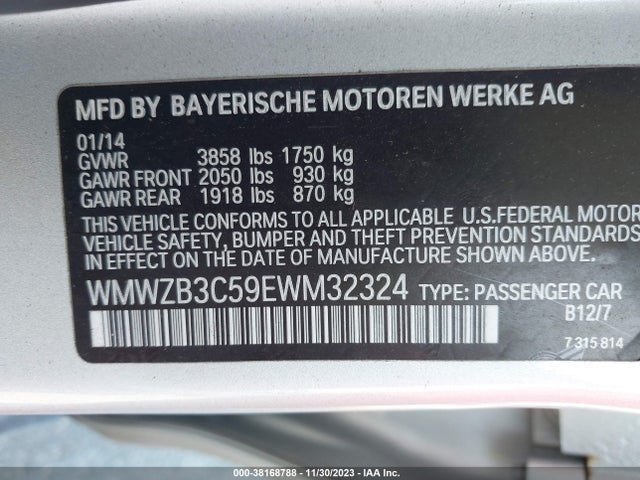 MFD BY BAYERISCHE MOTOREN WERKE AG
01/14
GVWR 3858 lbs 1750 kg
GAWR FRONT 2050 lbs 930 kg
GAWR REAR 1918 lbs 870 kg
THIS VEHICLE CONFORMS TO ALL APPLICABLE U.S.FEDERAL MOTOR
VEHICLE SAFETY, BUMPER AND THEFT PREVENTION STANDARDS
IN EFFECT ON THE DATE OF MANUFACTURE SHOWN ABOVE.
WMWZB3C59EWM32324 TYPE: PASSENGER CAR
B12/7
7 315 814
000-38168788 - 11/30/2023 - IAA Inc.